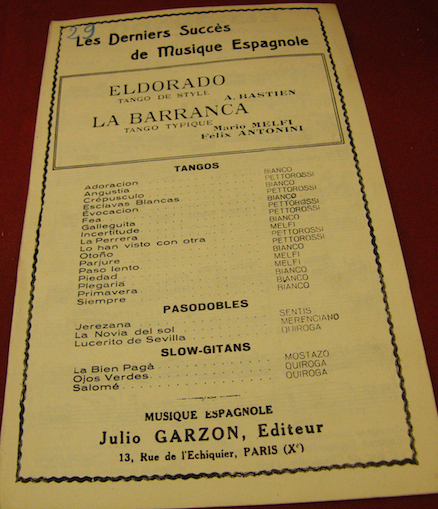 29
Les Derniers Succès
de Musique Espagnole
ELDORADO
TANGO DE STYLE A. BASTIEN
LA BARRANCA
TANGO TYPIQUE Mario MELFI
Felix ANTONINI
TANGOS
Adoracion BIANCO
Angustia PETTOROSSI
Crépusculo BIANCO
Esclavas Blancas PETTOROSSI
Evocacion BIANCO
Fea PETTOROSSI
Galleguita PETTOROSSI
Incertitude BIANCO
La Perrera MELFI
Lo han visto con otra PETTOROSSI
Otoño PETTOROSSI
Parjure BIANCO
Paso lento MELFI
Piedad MELFI
Plegaria BIANCO
Primavera BIANCO
Siempre BIANCO
PASODOBLES
Jerezana SENTIS
La Novia del sol MERENCIANO
Lucerito de Sevilla QUIROGA
SLOW-GITANS
La Bien Pagà MOSTAZO
Ojos Verdes QUIROGA
Salomé QUIROGA
MUSIQUE ESPAGNOLE
Julio GARZON, Editeur
13, Rue de l'Echiquier, PARIS (Xe)